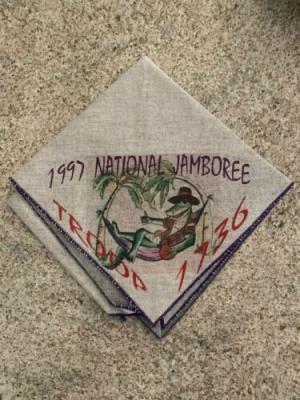 1997 NATIONAL JAMBOREE
TROOP 1736